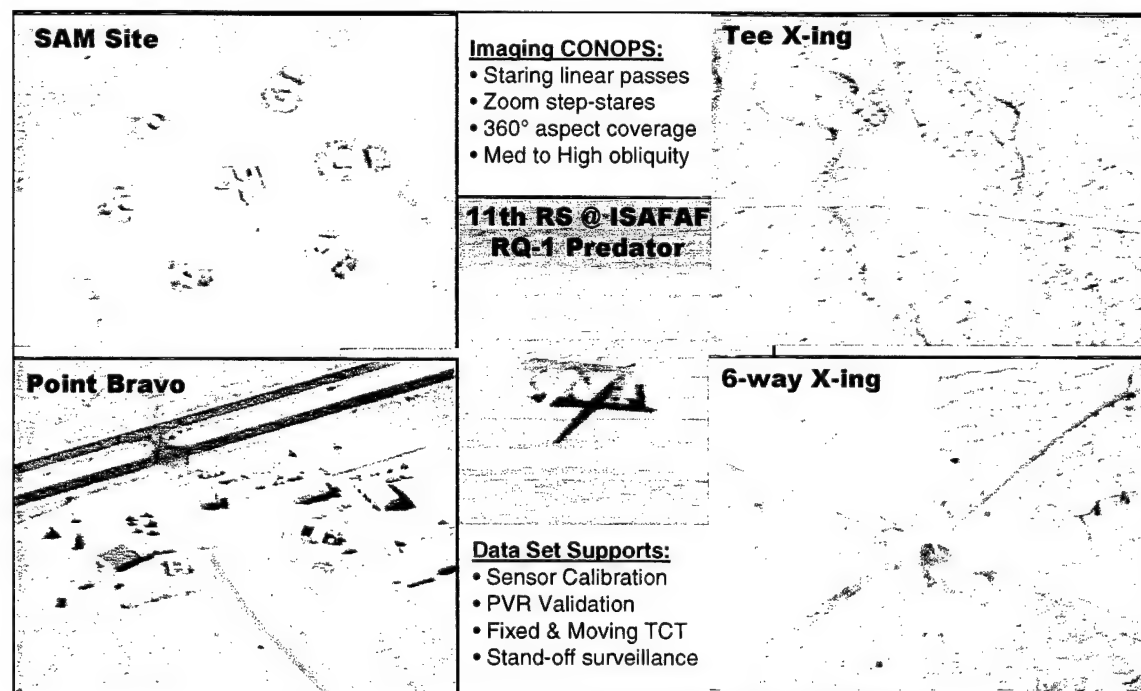 SAM Site
Imaging CONOPS:
• Staring linear passes
• Zoom step-stares
• 360° aspect coverage
• Med to High obliquity
Tee X-ing
11th RS @ ISAFAF
RQ-1 Predator
Point Bravo
6-way X-ing
Data Set Supports:
• Sensor Calibration
• PVR Validation
• Fixed & Moving TCT
• Stand-off surveillance